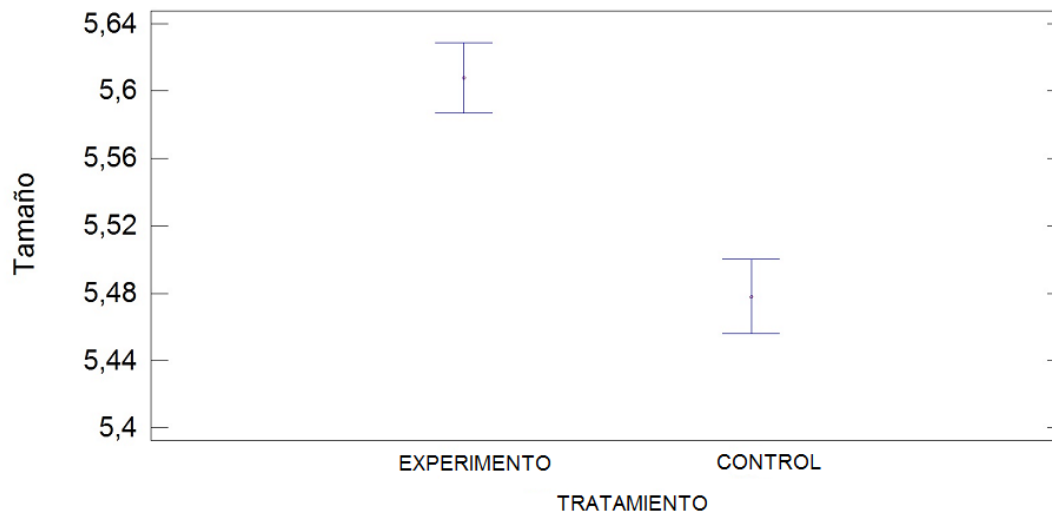 5,64
5,6
5,56
5,52
5,48
5,44
5,4
Tamaño
EXPERIMENTO CONTROL
TRATAMIENTO